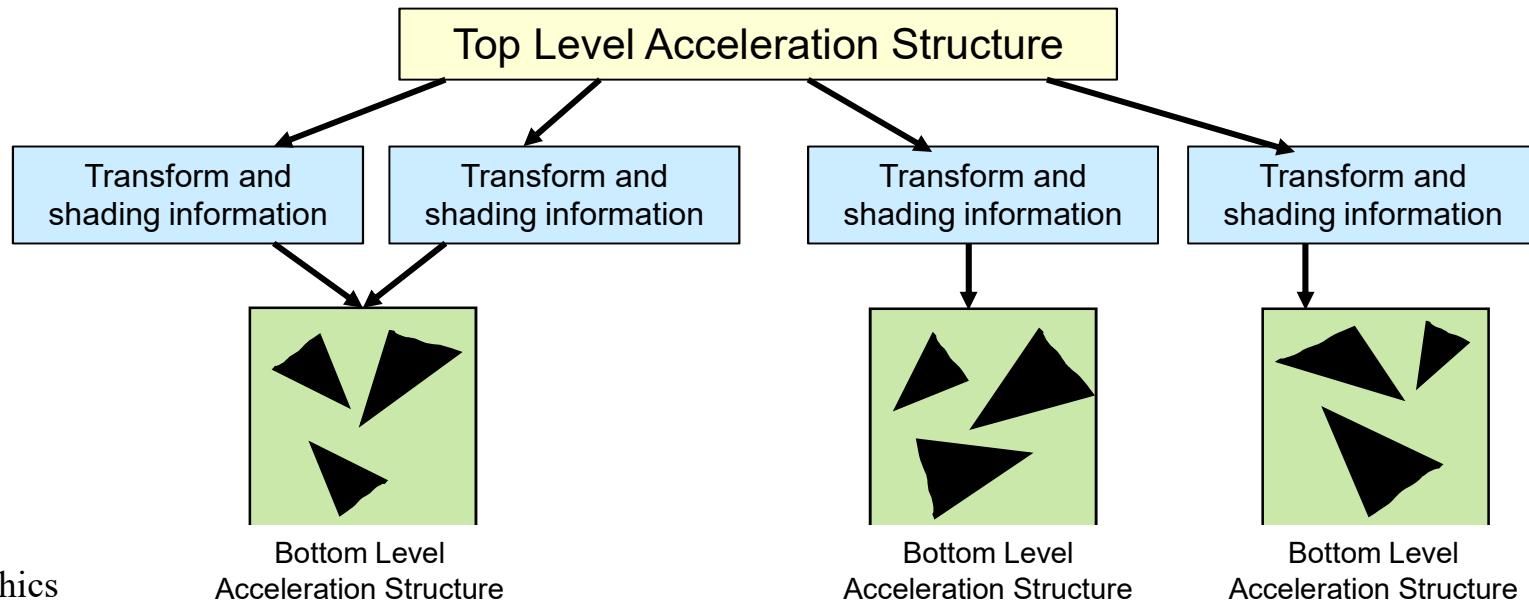 Top Level Acceleration Structure
Transform and
shading information
Transform and
shading information
Transform and
shading information
Transform and
shading information
Bottom Level
Acceleration Structure
Bottom Level
Acceleration Structure
Bottom Level
Acceleration Structure
hics